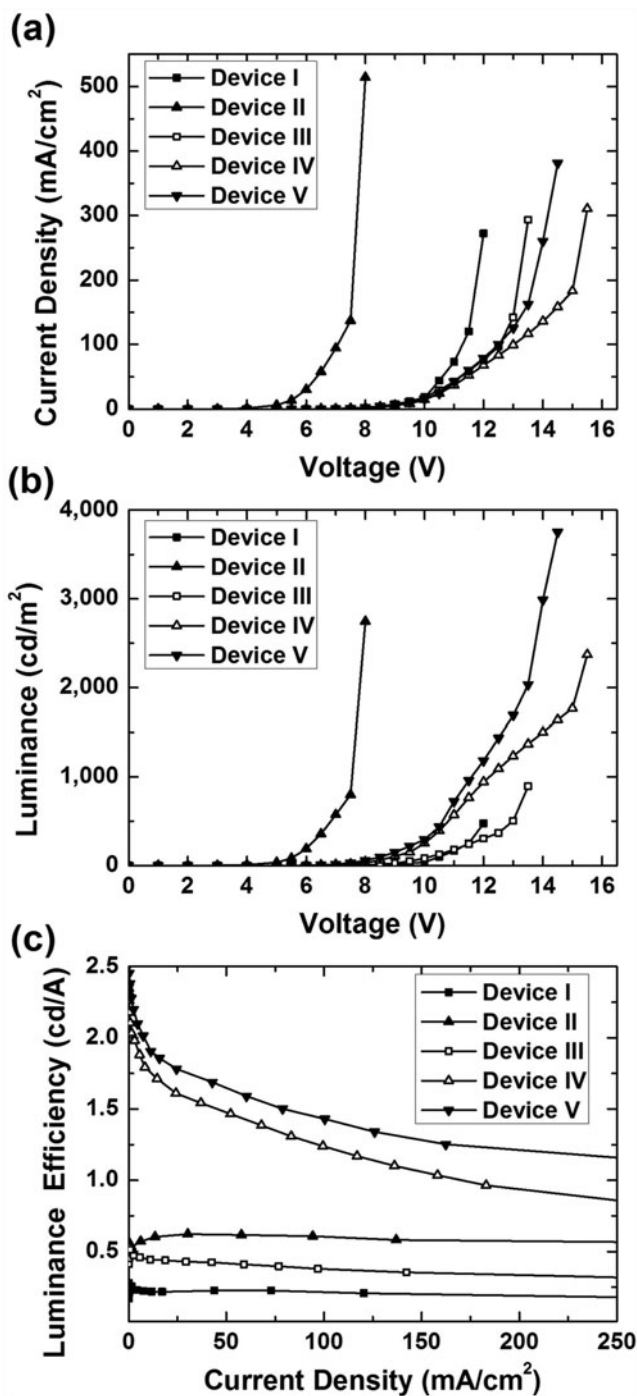 (a)
Device I
Device II
Device III
Device IV
Device V
500
400
300
200
100
0
Current Density (mA/cm²)
0 2 4 6 8 10 12 14 16
Voltage (V)
(b)
Device I
Device II
Device III
Device IV
Device V
4,000
3,000
2,000
1,000
0
Luminance (cd/m²)
0 2 4 6 8 10 12 14 16
Voltage (V)
(c)
Device I
Device II
Device III
Device IV
Device V
2.5
2.0
1.5
1.0
0.5
0.0
Luminance Efficiency (cd/A)
0 50 100 150 200 250
Current Density (mA/cm²)